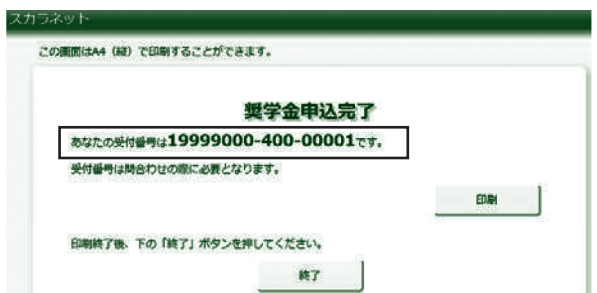 スカラネット
この画面はA4（縦）で印刷することができます。
奨学金申込完了
あなたの受付番号は19999000-400-00001です。
受付番号は問合わせの際に必要となります。
印刷
印刷終了後、下の「終了」ボタンを押してください。
終了